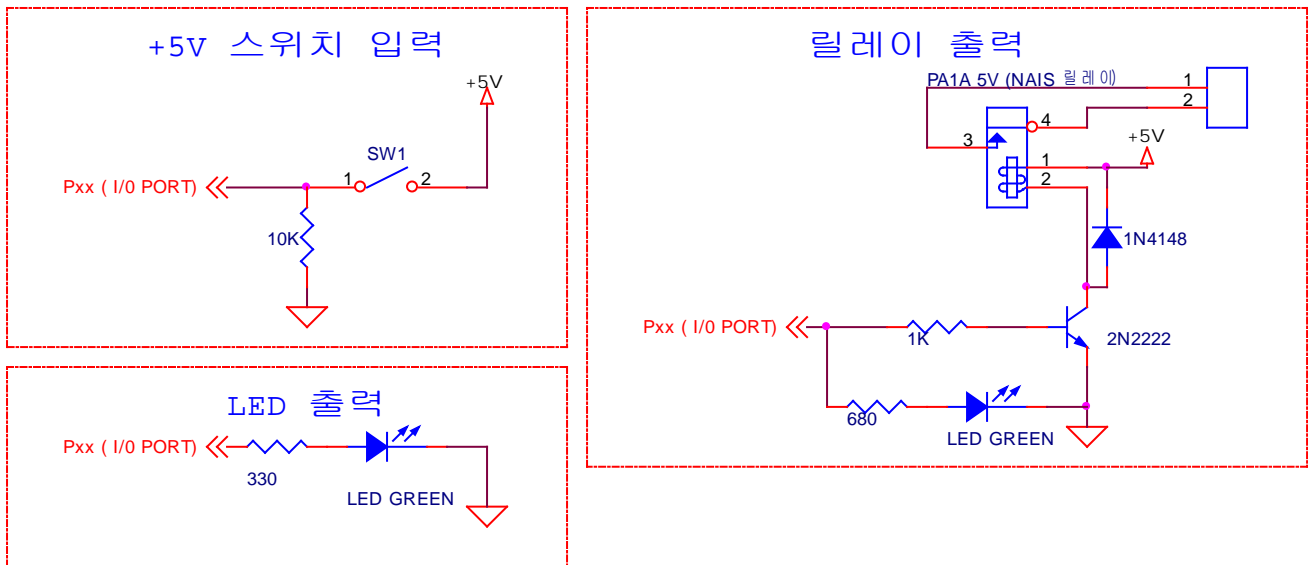 +5V 스위치 입력
+5V
SW1
Pxx ( I/0 PORT)
1
2
10K
LED 출력
Pxx ( I/0 PORT)
330
LED GREEN
릴레이 출력
PA1A 5V (NAIS 릴레이)
1
2
4
3
+5V
1
2
1N4148
Pxx ( I/0 PORT)
1K
2N2222
680
LED GREEN